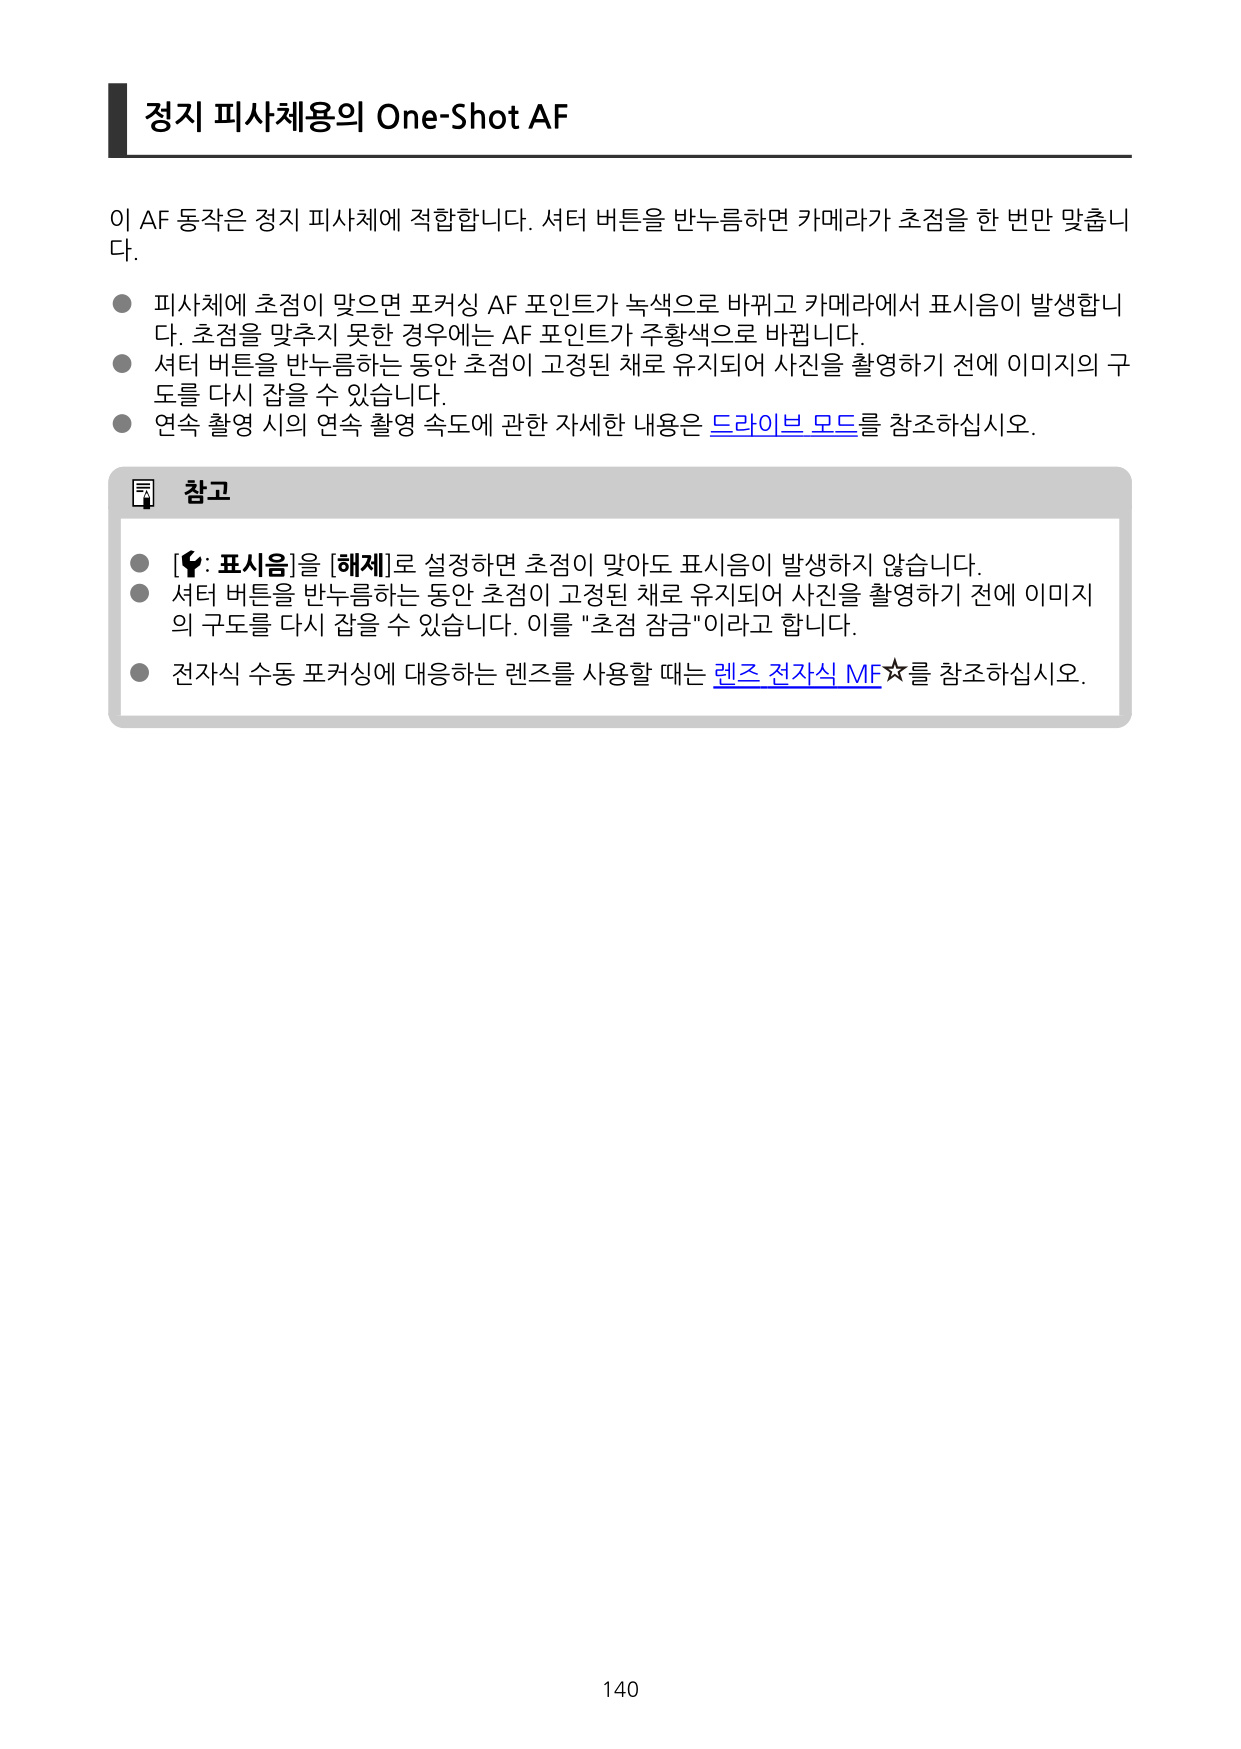 정지 피사체용의 One-Shot AF
이 AF 동작은 정지 피사체에 적합합니다. 셔터 버튼을 반누름하면 카메라가 초점을 한 번만 맞춥니
다.
● 피사체에 초점이 맞으면 포커싱 AF 포인트가 녹색으로 바뀌고 카메라에서 표시음이 발생합니
다. 초점을 맞추지 못한 경우에는 AF 포인트가 주황색으로 바뀝니다.
● 셔터 버튼을 반누름하는 동안 초점이 고정된 채로 유지되어 사진을 촬영하기 전에 이미지의 구
도를 다시 잡을 수 있습니다.
● 연속 촬영 시의 연속 촬영 속도에 관한 자세한 내용은 드라이브 모드를 참조하십시오.
참고
● [: 표시음]을 [해제]로 설정하면 초점이 맞아도 표시음이 발생하지 않습니다.
● 셔터 버튼을 반누름하는 동안 초점이 고정된 채로 유지되어 사진을 촬영하기 전에 이미지
의 구도를 다시 잡을 수 있습니다. 이를 "초점 잠금"이라고 합니다.
● 전자식 수동 포커싱에 대응하는 렌즈를 사용할 때는 렌즈 전자식 MF☆를 참조하십시오.
140